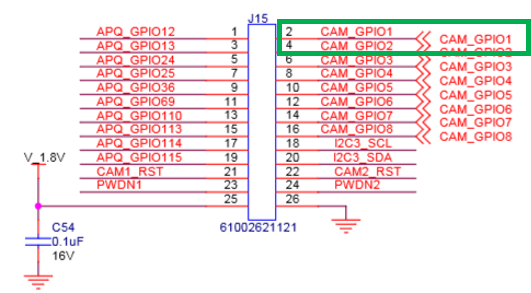 J15
APQ_GPIO12 1 2 CAM_GPIO1 CAM_GPIO1
APQ_GPIO13 3 4 CAM_GPIO2
APQ_GPIO24 5 6 CAM_GPIO3 CAM_GPIO3
APQ_GPIO25 7 8 CAM_GPIO4 CAM_GPIO4
APQ_GPIO36 9 10 CAM_GPIO5 CAM_GPIO5
APQ_GPIO69 11 12 CAM_GPIO6 CAM_GPIO6
APQ_GPIO110 13 14 CAM_GPIO7 CAM_GPIO7
APQ_GPIO113 15 16 CAM_GPIO8 CAM_GPIO8
APQ_GPIO114 17 18 I2C3_SCL
V_1.8V APQ_GPIO115 19 20 I2C3_SDA
CAM1_RST 21 22 CAM2_RST
PWDN1 23 24 PWDN2
25 26
61002621121
C54
0.1uF
16V